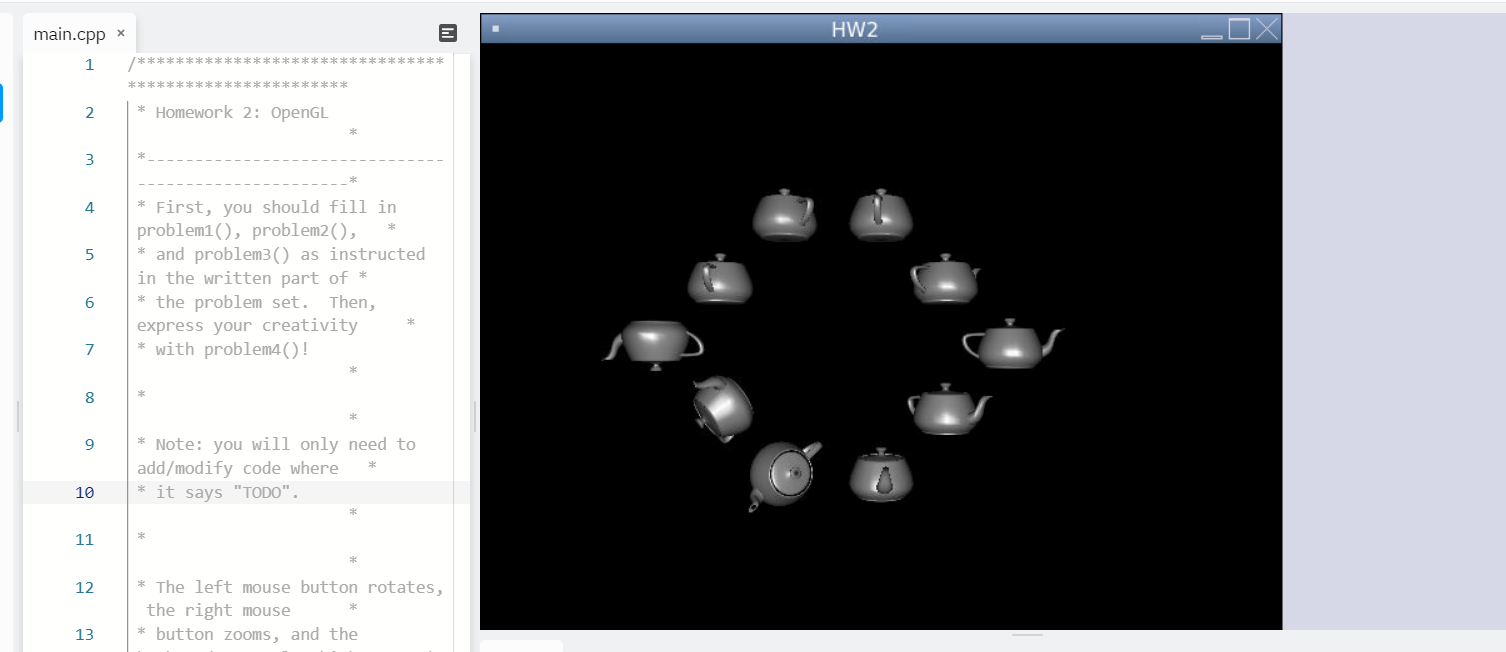 main.cpp ×
HW2
1 /********************************
***********************
2 * Homework 2: OpenGL
*
3 *-------------------------------
----------------------*
4 * First, you should fill in
problem1(), problem2(), *
5 * and problem3() as instructed
in the written part of *
6 * the problem set. Then,
express your creativity *
7 * with problem4()!
*
8 *
*
9 * Note: you will only need to
add/modify code where *
10 * it says "TODO".
*
11 *
*
12 * The left mouse button rotates,
the right mouse *
13 * button zooms, and the